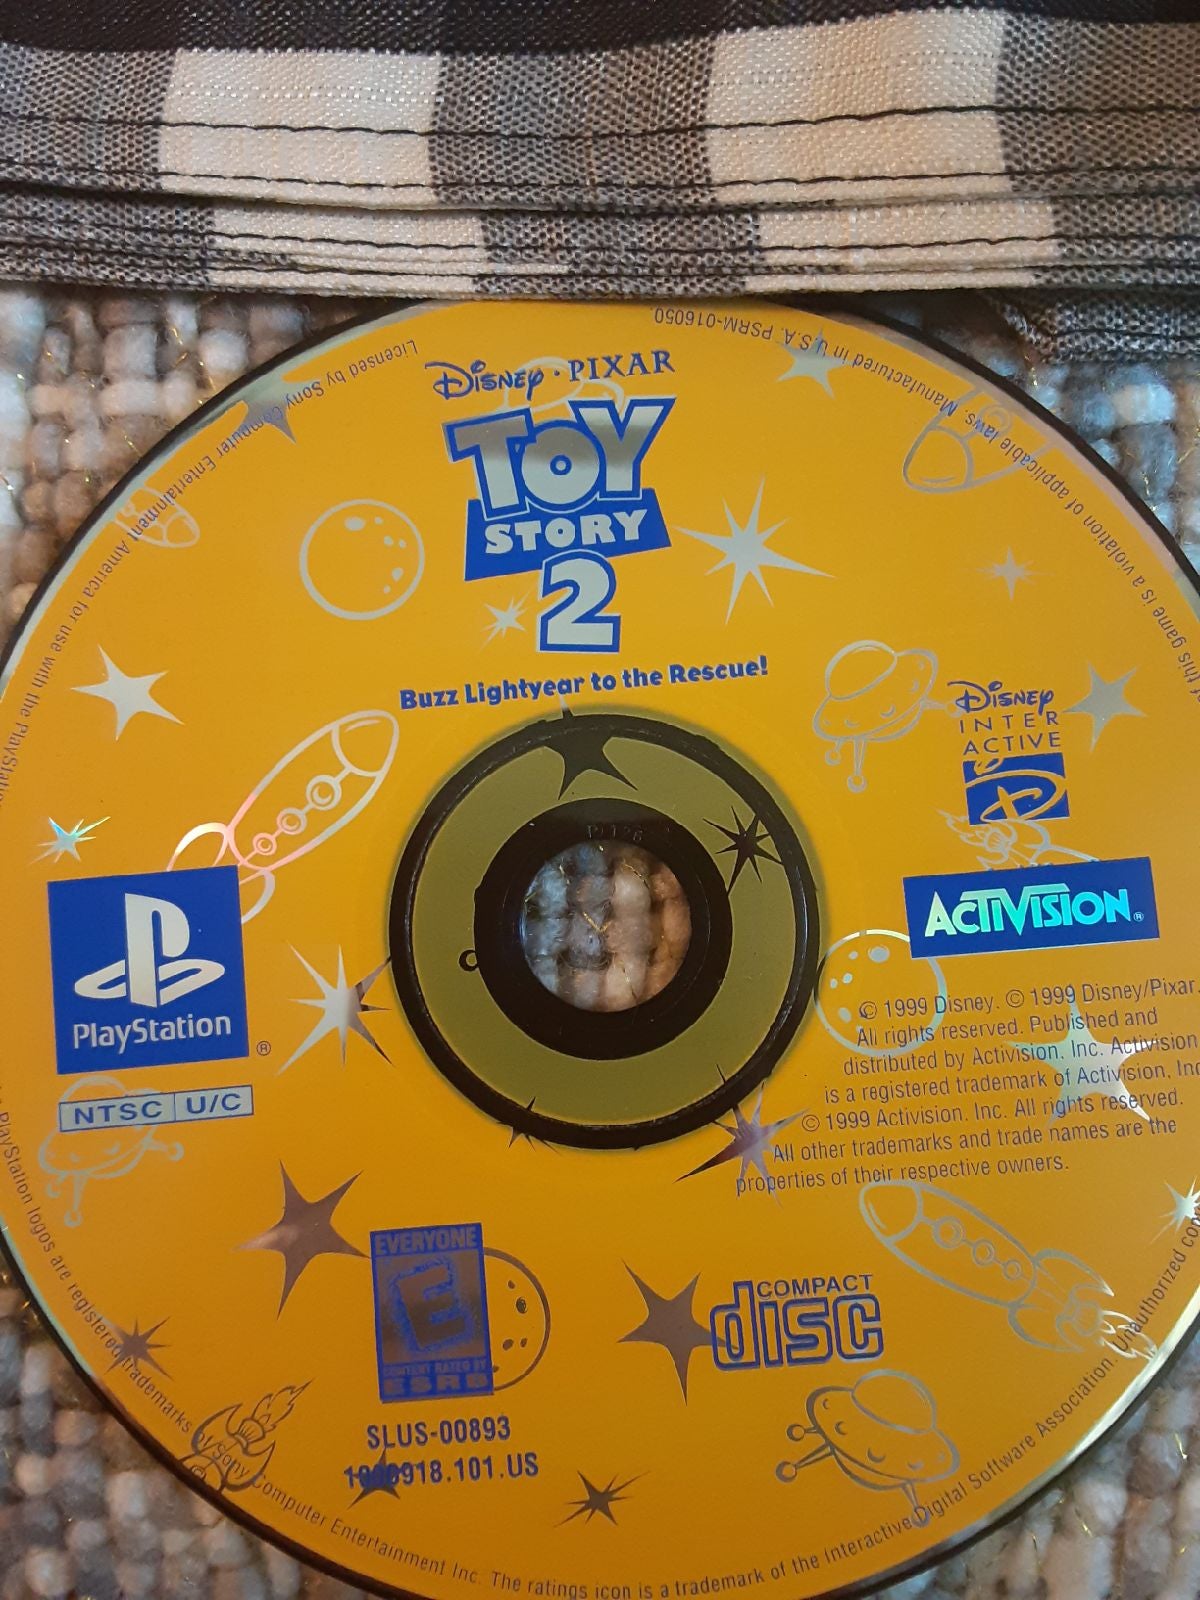 Disney · PIXAR
TOY
STORY
2
Buzz Lightyear to the Rescue!
Disney
INTER
ACTIVE
D
ACTIVISION®
PlayStation
®
NTSC U/C
© 1999 Disney. © 1999 Disney/Pixar.
All rights reserved. Published and
distributed by Activision, Inc. Activision
is a registered trademark of Activision, Inc
© 1999 Activision, Inc. All rights reserved.
All other trademarks and trade names are the
properties of their respective owners.
EVERYONE
E
CONTENT RATED BY
ESRB
COMPACT
disc
SLUS-00893
918.101.US
Licensed by Sony Computer Entertainment America for use with the PlayStation
PlayStation logos are registered trademarks of Sony Computer Entertainment Inc. The ratings icon is a trademark of the Interactive Digital Software Association. Unauthorized
this game is a violation of applicable laws. Manufactured in U.S.A. PSRM-016050.